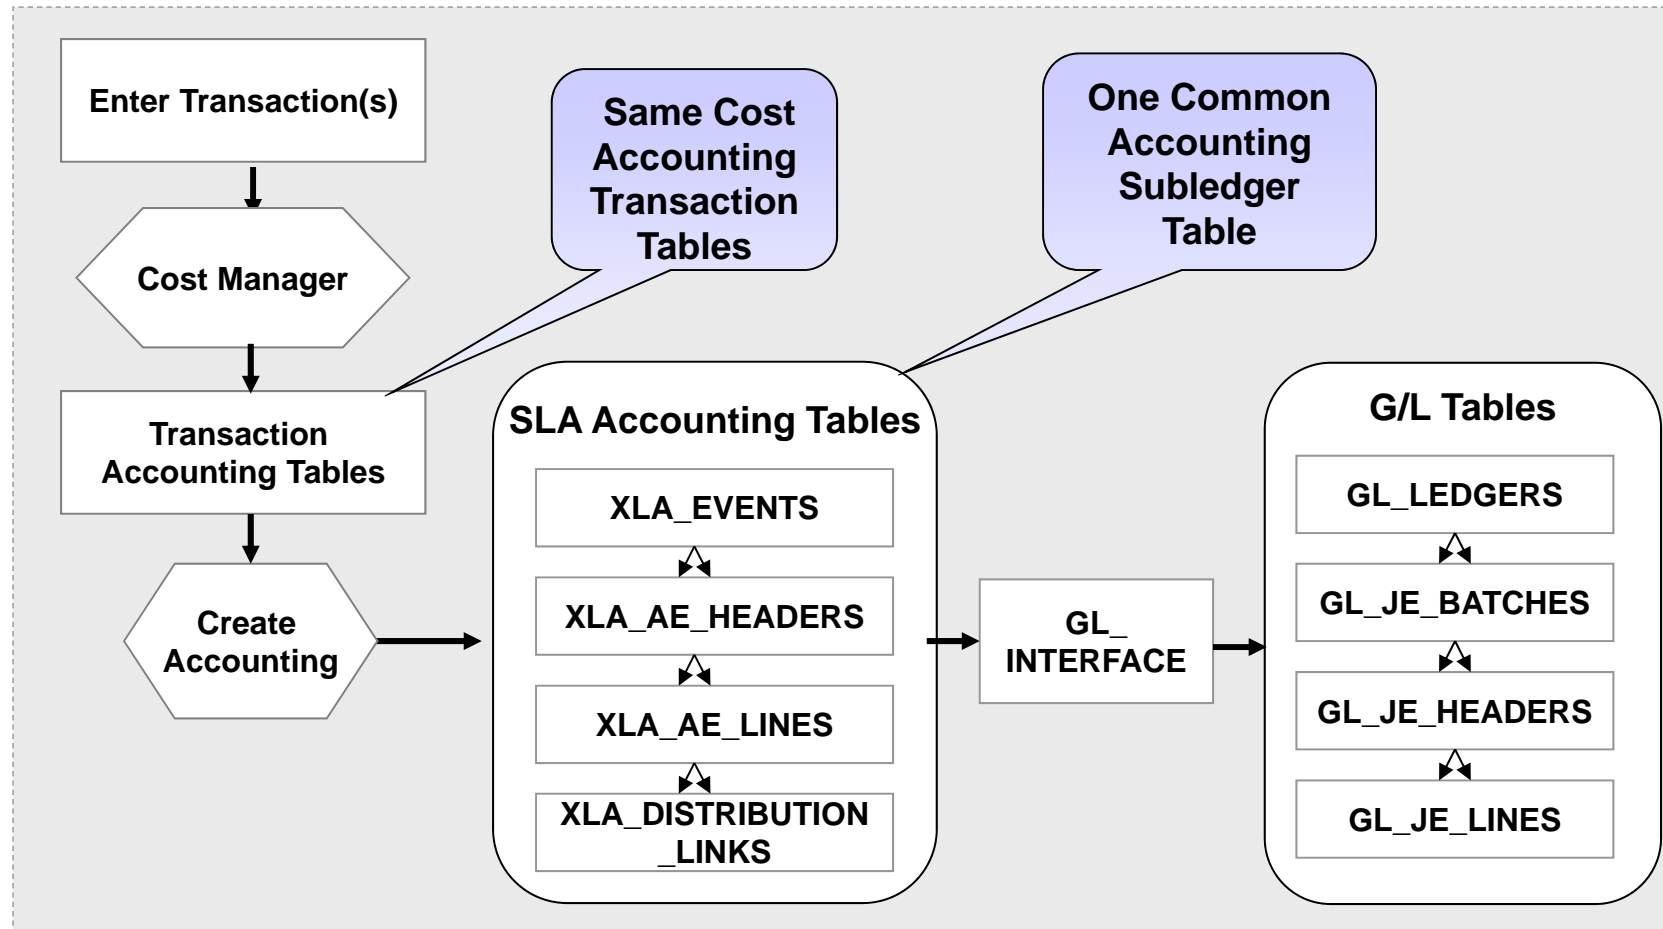 Enter Transaction(s)
Cost Manager
Transaction
Accounting Tables
Create
Accounting
Same Cost
Accounting
Transaction
Tables
One Common
Accounting
Subledger
Table
SLA Accounting Tables
XLA_EVENTS
XLA_AE_HEADERS
XLA_AE_LINES
XLA_DISTRIBUTION
_LINKS
GL_
INTERFACE
G/L Tables
GL_LEDGERS
GL_JE_BATCHES
GL_JE_HEADERS
GL_JE_LINES